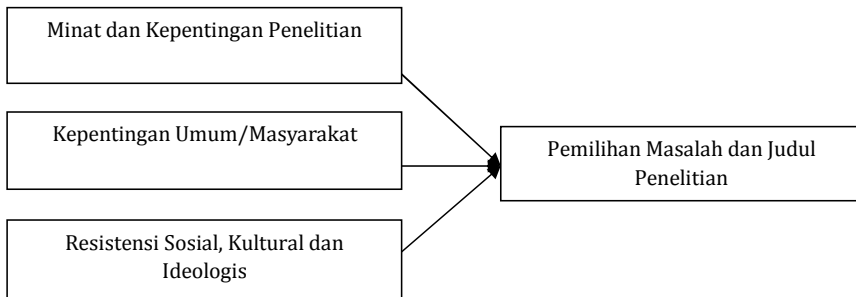 Minat dan Kepentingan Penelitian
Kepentingan Umum/Masyarakat
Pemilihan Masalah dan Judul
Penelitian
Resistensi Sosial, Kultural dan
Ideologis